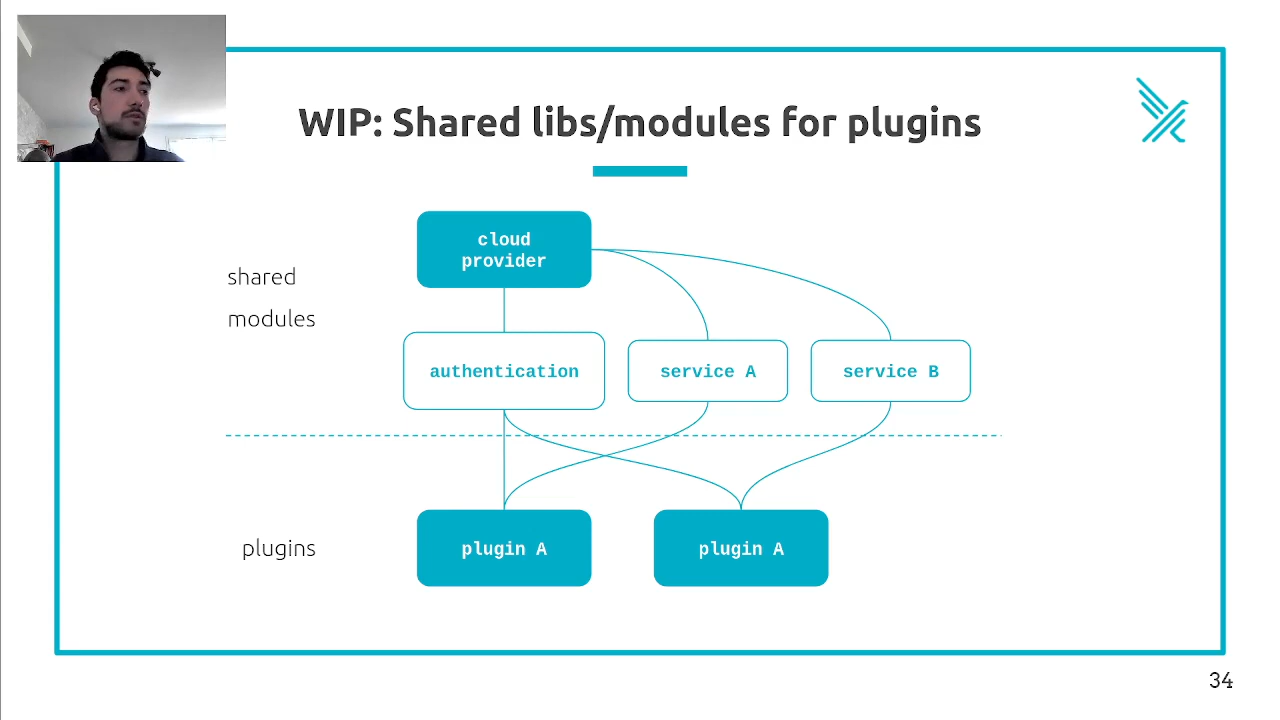 WIP: Shared libs/modules for plugins
cloud
provider
shared
modules
authentication
service A
service B
plugins
plugin A
plugin A
34